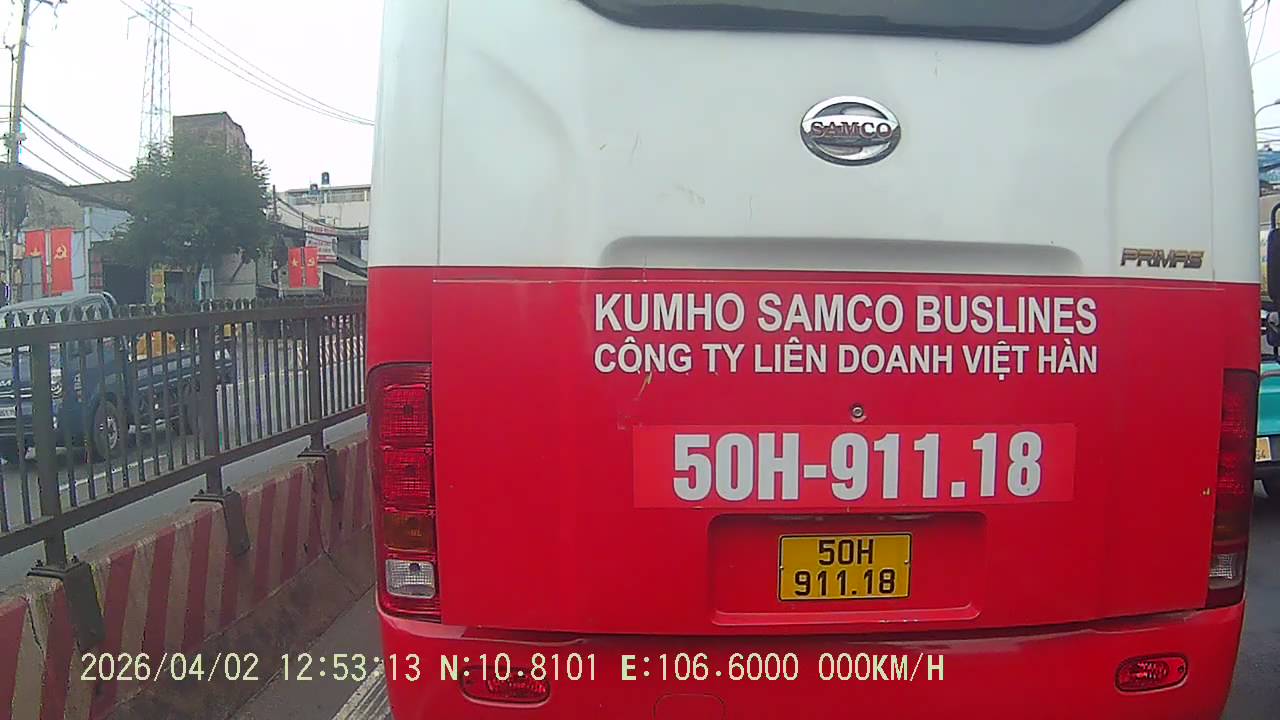 SAMCO
PRIMAS
KUMHO SAMCO BUSLINES
CÔNG TY LIÊN DOANH VIỆT HÀN
50H-911.18
50H
911.18
2026/04/02 12:53:13 N:10.8101 E:106.6000 000KM/H